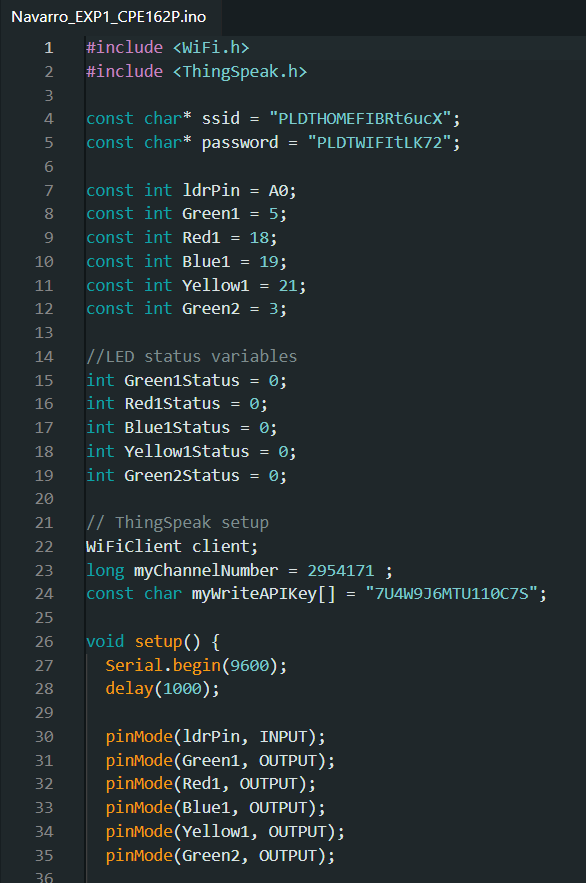 Navarro_EXP1_CPE162P.ino
1 #include <WiFi.h>
2 #include <ThingSpeak.h>
3
4 const char* ssid = "PLDTHOMEFIBRt6ucX";
5 const char* password = "PLDTWIFItLK72";
6
7 const int ldrPin = A0;
8 const int Green1 = 5;
9 const int Red1 = 18;
10 const int Blue1 = 19;
11 const int Yellow1 = 21;
12 const int Green2 = 3;
13
14 //LED status variables
15 int Green1Status = 0;
16 int Red1Status = 0;
17 int Blue1Status = 0;
18 int Yellow1Status = 0;
19 int Green2Status = 0;
20
21 // ThingSpeak setup
22 WiFiClient client;
23 long myChannelNumber = 2954171 ;
24 const char myWriteAPIKey[] = "7U4W9J6MTU110C7S";
25
26 void setup() {
27 Serial.begin(9600);
28 delay(1000);
29
30 pinMode(ldrPin, INPUT);
31 pinMode(Green1, OUTPUT);
32 pinMode(Red1, OUTPUT);
33 pinMode(Blue1, OUTPUT);
34 pinMode(Yellow1, OUTPUT);
35 pinMode(Green2, OUTPUT);
36